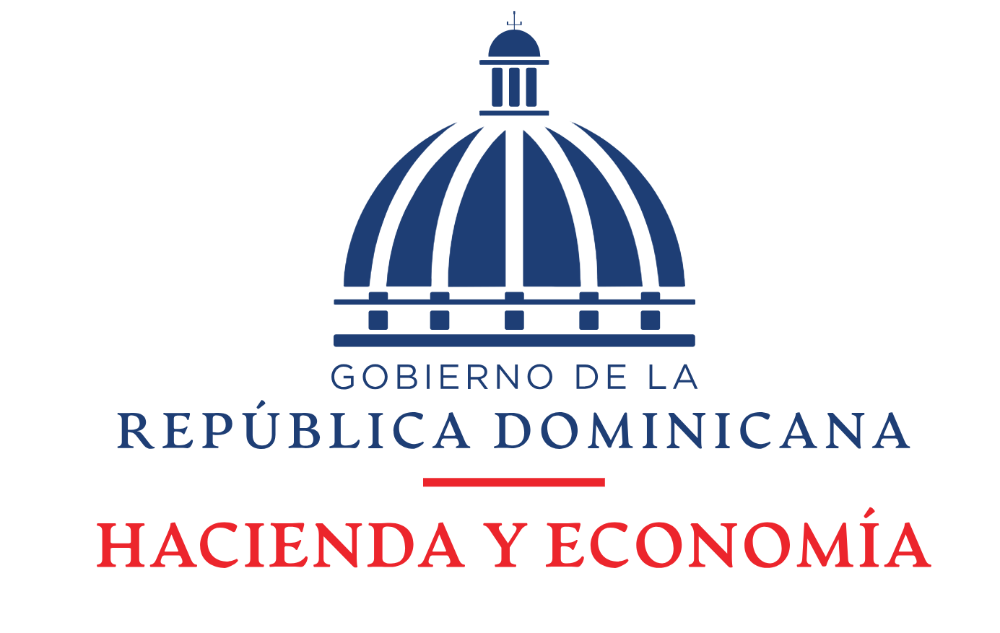 GOBIERNO DE LA
REPÚBLICA DOMINICANA
HACIENDA Y ECONOMÍA